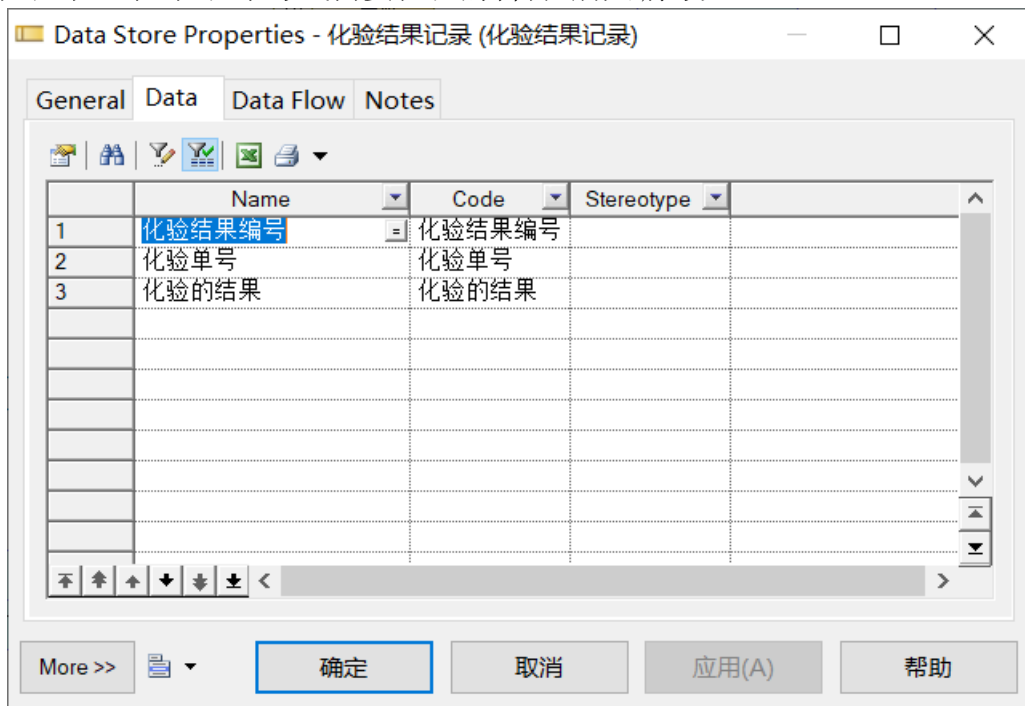 Data Store Properties - 化验结果记录 (化验结果记录)
General Data Data Flow Notes
Name Code Stereotype
1 化验结果编号 = 化验结果编号
2 化验单号 化验单号
3 化验的结果 化验的结果
More >> 确定 取消 应用(A) 帮助